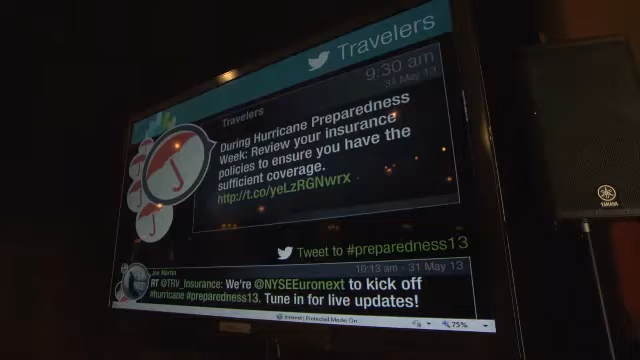 Travelers
9:30 am
31 May 13
Travelers
During Hurricane Preparedness
Week: Review your insurance
policies to ensure you have the
sufficient coverage.
http://t.co/yeLzRGNwrx
Tweet to #preparedness13
Joe Martin
10:13 am - 31 May 13
RT @TRV_Insurance: We're @NYSEEuronext to kick off
#hurricane #preparedness13. Tune in for live updates!
Internet | Protected Mode: On
75%
YAMAHA